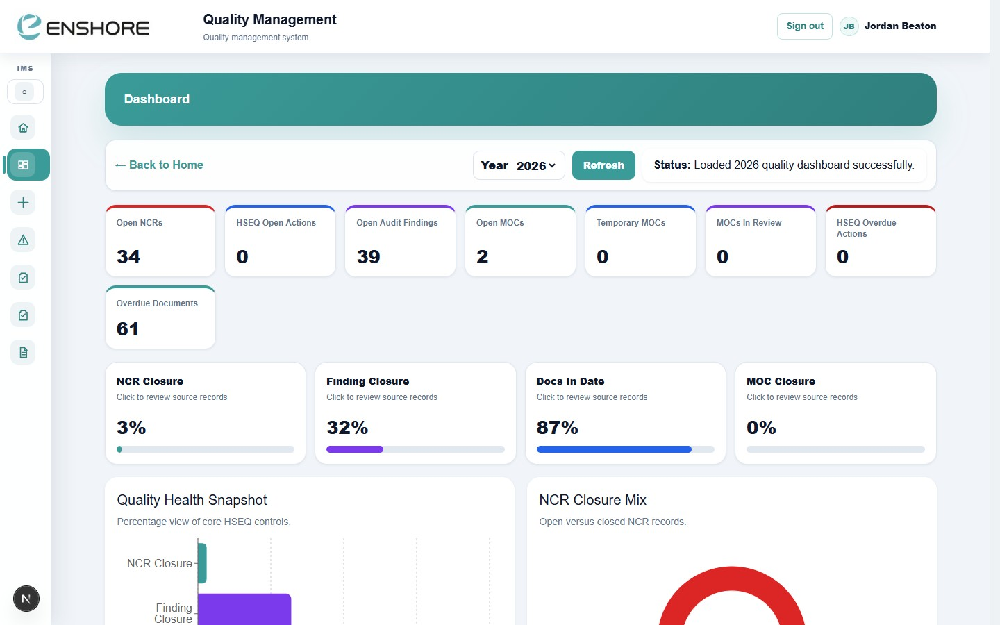 ENSHORE
Quality Management
Quality management system
Sign out
JB
Jordan Beaton
IMS
Dashboard
← Back to Home
Year 2026
Refresh
Status: Loaded 2026 quality dashboard successfully.
Open NCRs
34
HSEQ Open Actions
0
Open Audit Findings
39
Open MOCs
2
Temporary MOCs
0
MOCs In Review
0
HSEQ Overdue
Actions
0
Overdue Documents
61
NCR Closure
Click to review source records
3%
Finding Closure
Click to review source records
32%
Docs In Date
Click to review source records
87%
MOC Closure
Click to review source records
0%
Quality Health Snapshot
Percentage view of core HSEQ controls.
NCR Closure
Finding
Closure
NCR Closure Mix
Open versus closed NCR records.
N